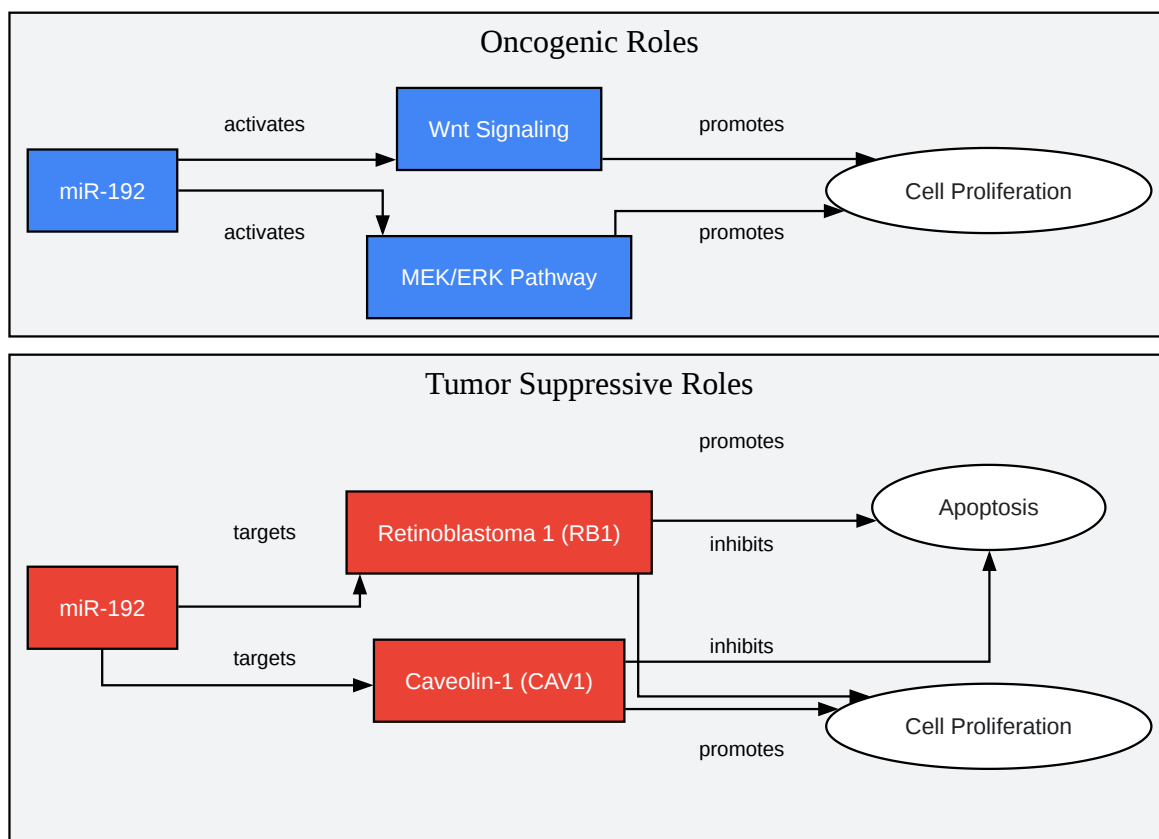 Oncogenic Roles
activates
Wnt Signaling
promotes
miR-192
Cell Proliferation
activates
promotes
MEK/ERK Pathway
Tumor Suppressive Roles
promotes
Apoptosis
targets
Retinoblastoma 1 (RB1)
inhibits
miR-192
targets
inhibits
Caveolin-1 (CAV1)
Cell Proliferation
promotes